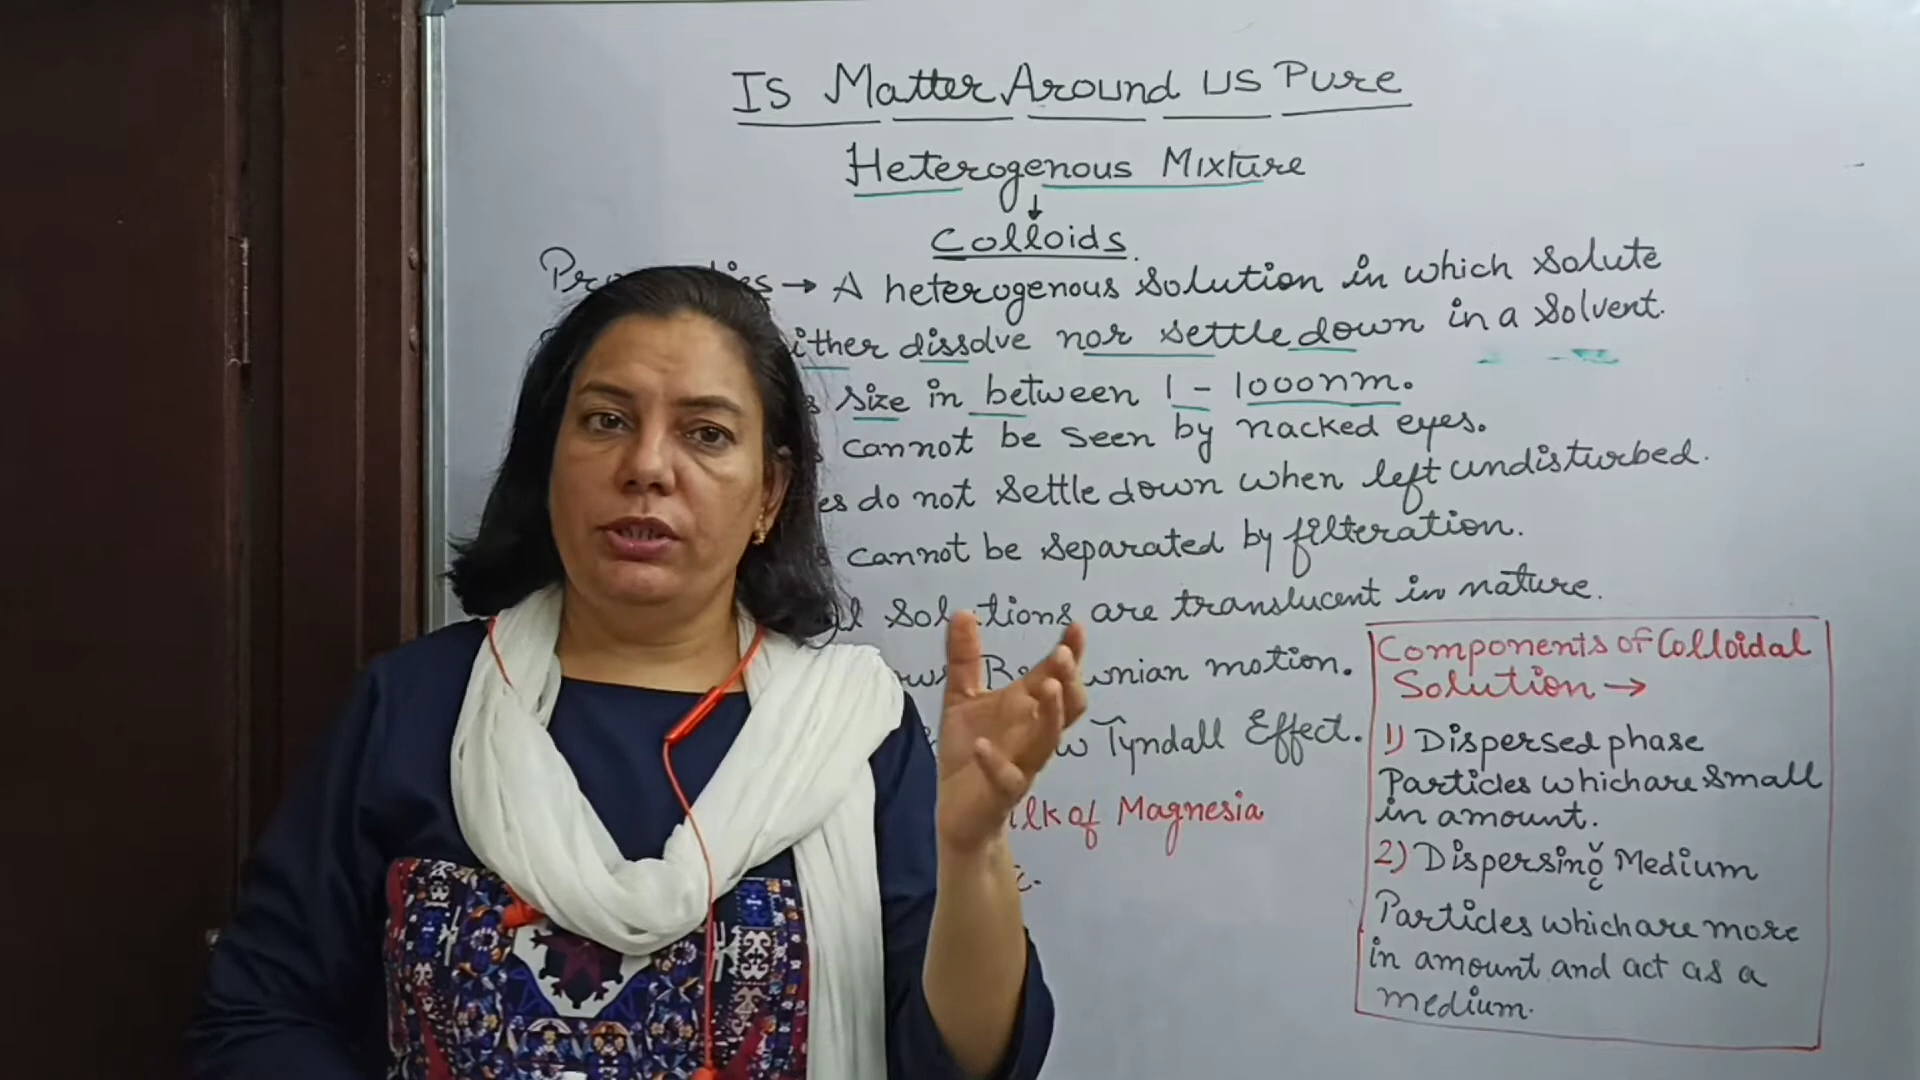 Is Matter Around US Pure
Heterogenous Mixture
↓
Colloids.
→ A heterogenous solution in which solute
dissolve nor settle down in a solvent.
size in between 1 - 1000nm.
cannot be seen by nacked eyes.
do not settle down when left undisturbed.
cannot be separated by filteration.
solutions are translucent in nature.
motion.
Tyndall Effect.
of Magnesia
Components of Colloidal
Solution →
1) Dispersed phase
Particles which are small
in amount.
2) Dispersing Medium
Particles which are more
in amount and act as a
medium.